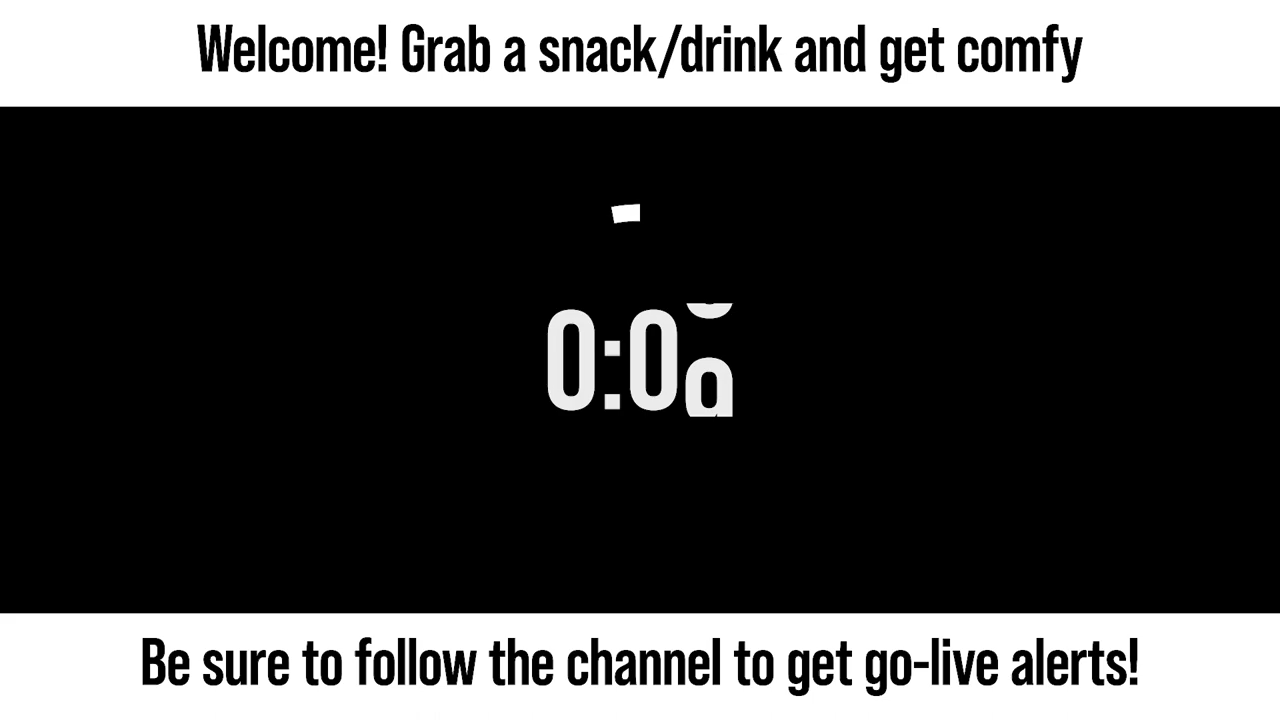 Welcome! Grab a snack/drink and get comfy
0:0
Be sure to follow the channel to get go-live alerts!